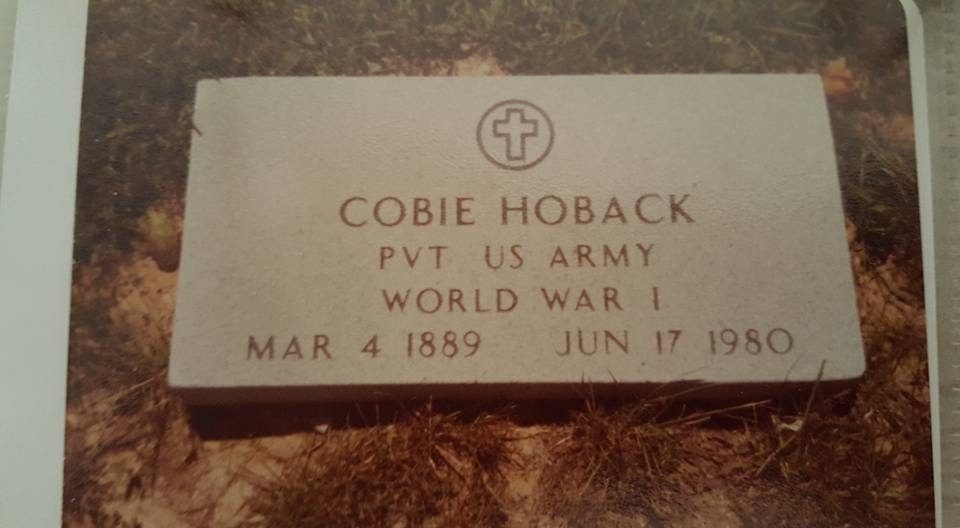 COBIE HOBACK
PVT US ARMY
WORLD WAR I
MAR 4 1889 JUN 17 1980